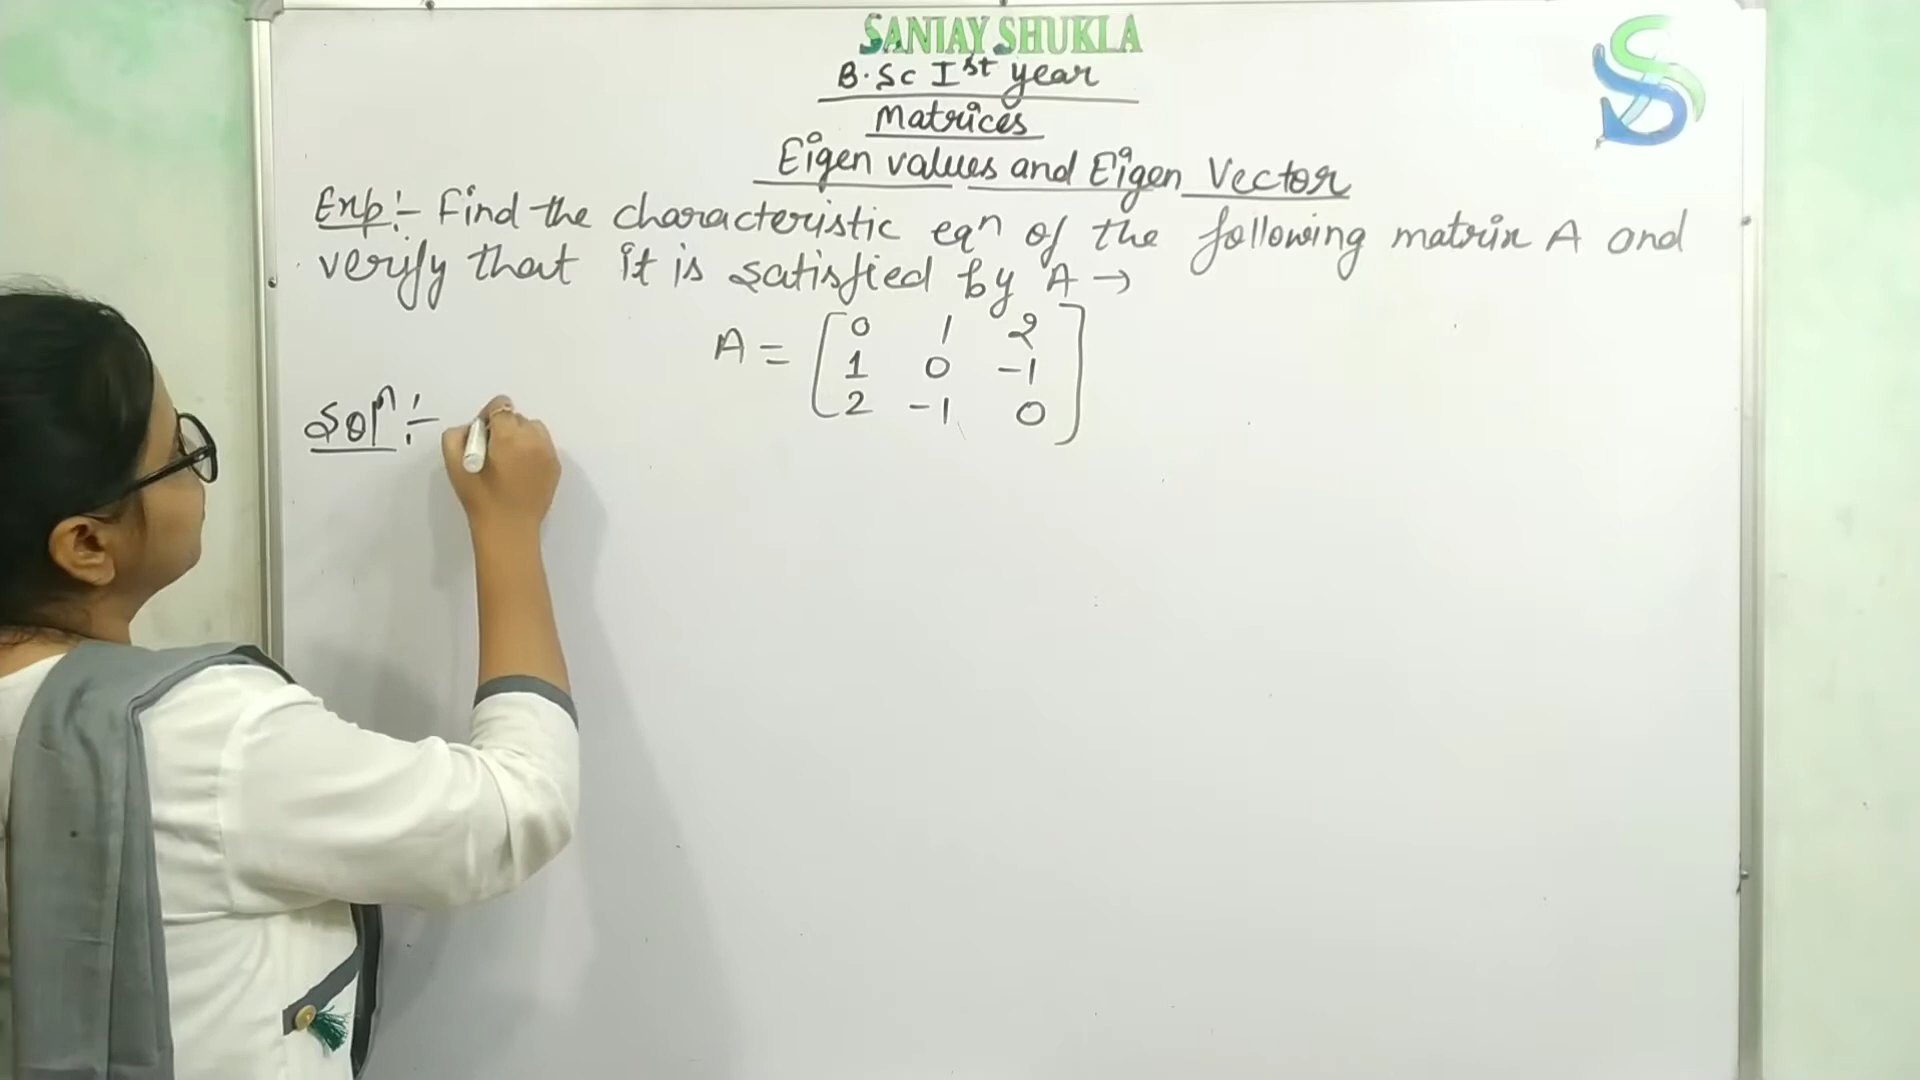 SANJAY SHUKLA
B.Sc Ist year
Matrices
Eigen values and Eigen Vector
Exp:- Find the characteristic eqn of the following matrix A and
verify that it is satisfied by A →
A = [0 1 2
1 0 -1
2 -1 0]
Soln:-